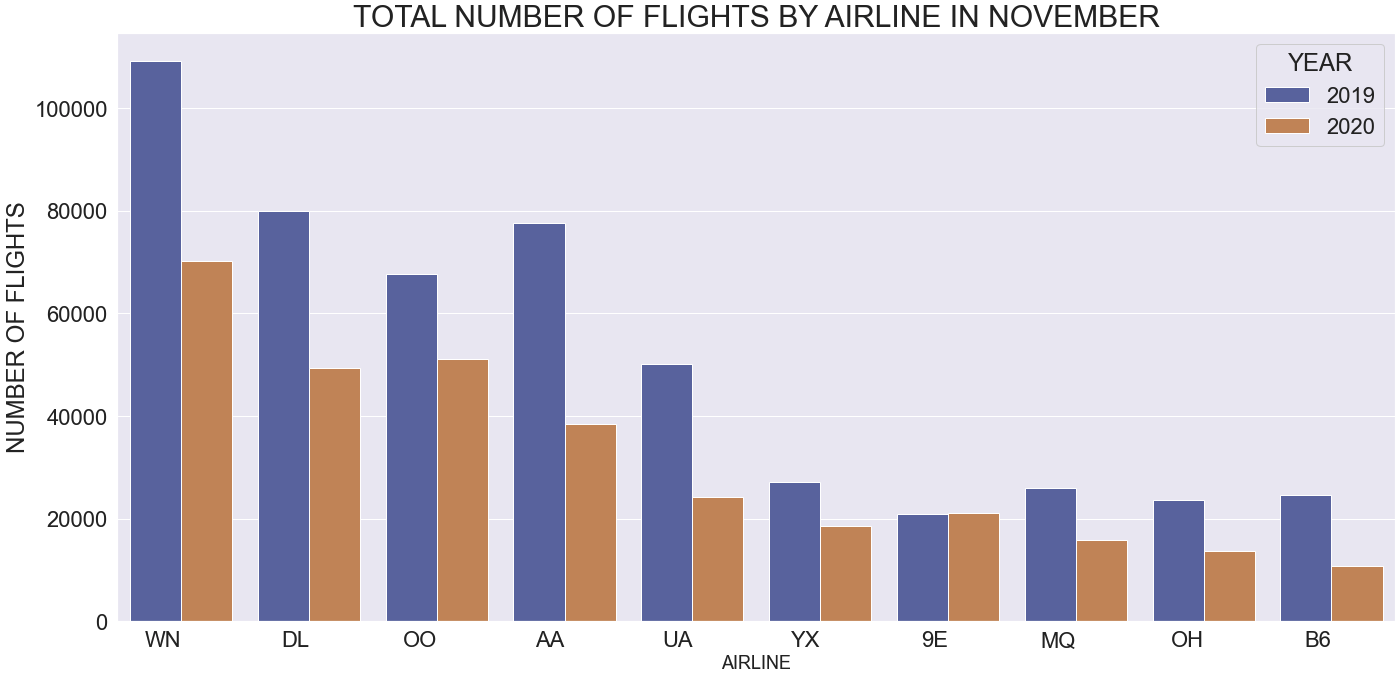 TOTAL NUMBER OF FLIGHTS BY AIRLINE IN NOVEMBER
YEAR
2019
2020
NUMBER OF FLIGHTS
100000
80000
60000
40000
20000
0
WN DL OO AA UA YX 9E MQ OH B6
AIRLINE